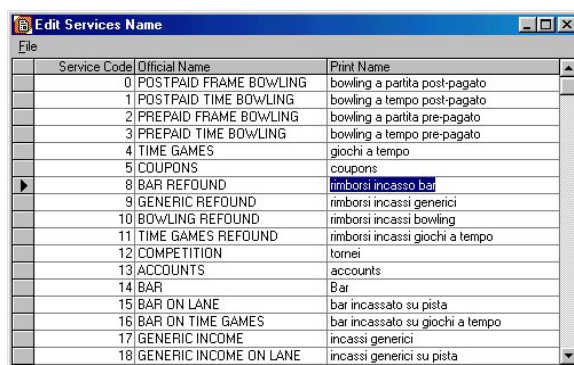 Edit Services Name
File
Service Code Official Name Print Name
0 POSTPAID FRAME BOWLING bowling a partita post-pagato
1 POSTPAID TIME BOWLING bowling a tempo post-pagato
2 PREPAID FRAME BOWLING bowling a partita pre-pagato
3 PREPAID TIME BOWLING bowling a tempo pre-pagato
4 TIME GAMES giochi a tempo
5 COUPONS coupons
8 BAR REFOUND rimborsi incasso bar
9 GENERIC REFOUND rimborsi incassi generici
10 BOWLING REFOUND rimborsi incassi bowling
11 TIME GAMES REFOUND rimborsi incassi giochi a tempo
12 COMPETITION tornei
13 ACCOUNTS accounts
14 BAR Bar
15 BAR ON LANE bar incassato su pista
16 BAR ON TIME GAMES bar incassato su giochi a tempo
17 GENERIC INCOME incassi generici
18 GENERIC INCOME ON LANE incassi generici su pista